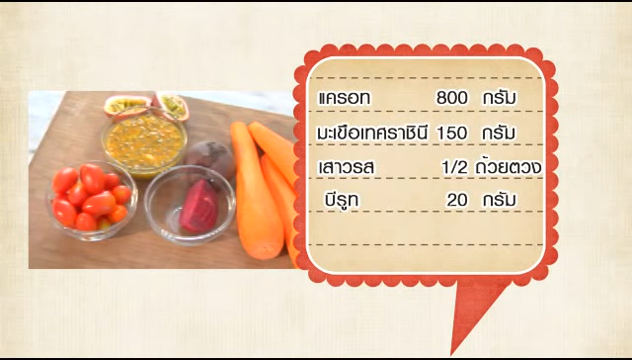 แครอท 800 กรัม
มะเขือเทศราชินี 150 กรัม
เสาวรส 1/2 ถ้วยตวง
บีรูท 20 กรัม